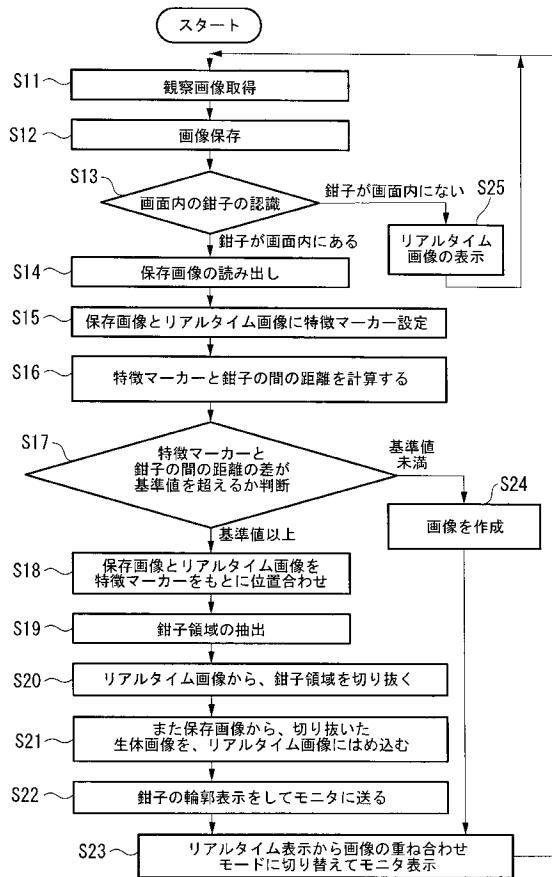 スタート
S11
観察画像取得
S12
画像保存
S13
画面内の鉗子の認識
鉗子が画面内にない
S25
リアルタイム
画像の表示
鉗子が画面内にある
S14
保存画像の読み出し
S15
保存画像とリアルタイム画像に特徴マーカー設定
S16
特徴マーカーと鉗子の間の距離を計算する
S17
特徴マーカーと
鉗子の間の距離の差が
基準値を超えるか判断
基準値
未満
S24
画像を作成
基準値以上
S18
保存画像とリアルタイム画像を
特徴マーカーをもとに位置合わせ
S19
鉗子領域の抽出
S20
リアルタイム画像から、鉗子領域を切り抜く
S21
また保存画像から、切り抜いた
生体画像を、リアルタイム画像にはめ込む
S22
鉗子の輪郭表示をしてモニタに送る
S23
リアルタイム表示から画像の重ね合わせ
モードに切り替えてモニタ表示